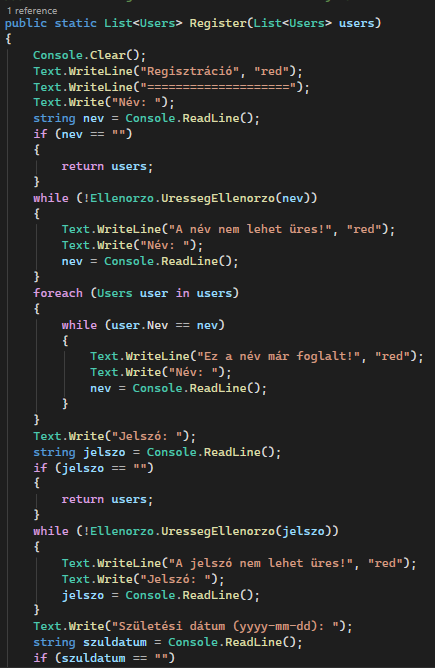 1 reference
public static List<Users> Register(List<Users> users)
{
Console.Clear();
Text.WriteLine("Regisztráció", "red");
Text.WriteLine("====================");
Text.Write("Név: ");
string nev = Console.ReadLine();
if (nev == "")
{
return users;
}
while (!Ellenorzo.UressegEllenorzo(nev))
{
Text.WriteLine("A név nem lehet üres!", "red");
Text.Write("Név: ");
nev = Console.ReadLine();
}
foreach (Users user in users)
{
while (user.Nev == nev)
{
Text.WriteLine("Ez a név már foglalt!", "red");
Text.Write("Név: ");
nev = Console.ReadLine();
}
}
Text.Write("Jelszó: ");
string jelszo = Console.ReadLine();
if (jelszo == "")
{
return users;
}
while (!Ellenorzo.UressegEllenorzo(jelszo))
{
Text.WriteLine("A jelszó nem lehet üres!", "red");
Text.Write("Jelszó: ");
jelszo = Console.ReadLine();
}
Text.Write("Születési dátum (yyyy-mm-dd): ");
string szuldatum = Console.ReadLine();
if (szuldatum == "")